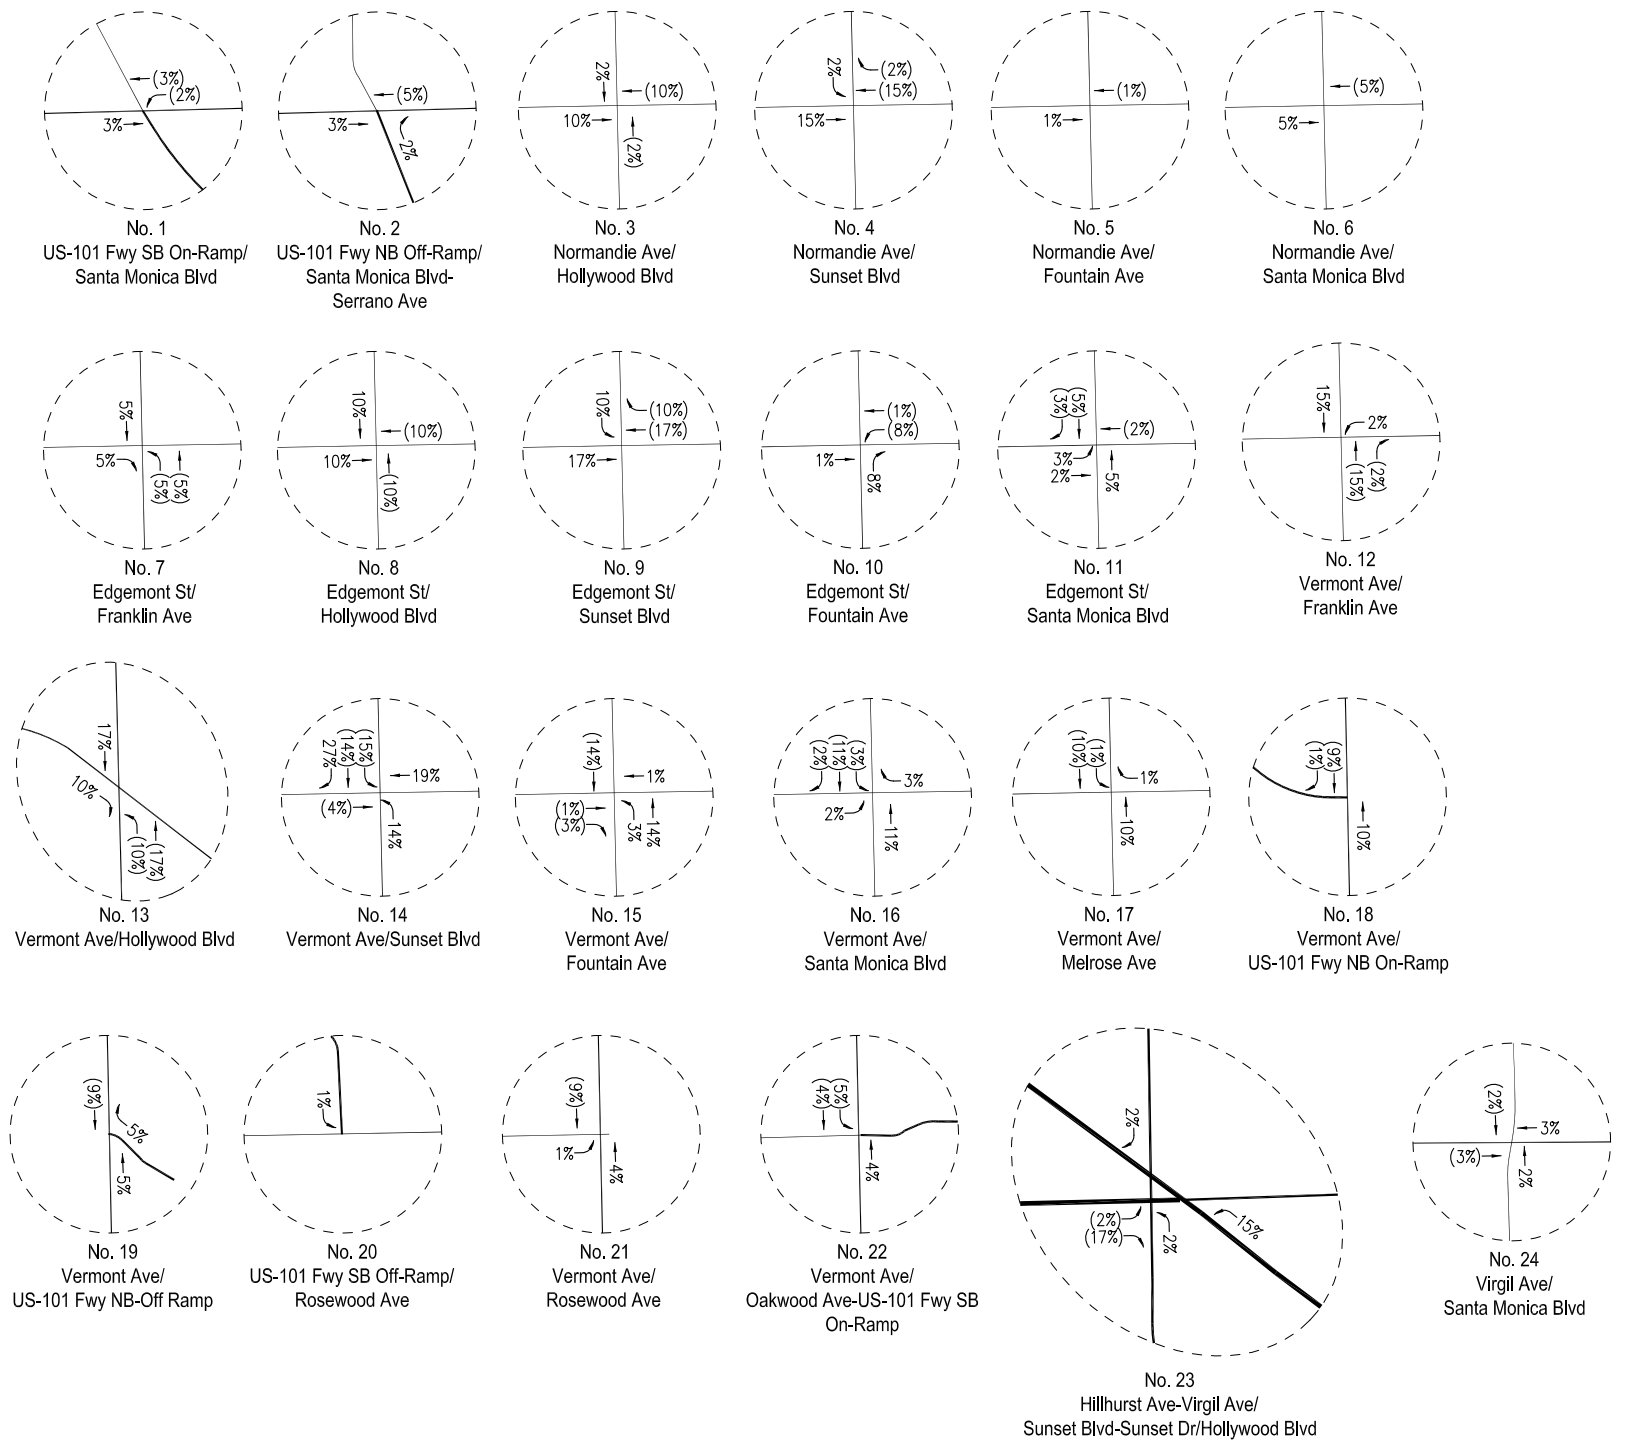 (3%)
(2%)
3%
No. 1
US-101 Fwy SB On-Ramp/
Santa Monica Blvd
(5%)
3%
2%
No. 2
US-101 Fwy NB Off-Ramp/
Santa Monica Blvd-
Serrano Ave
2%
(10%)
10%
(2%)
No. 3
Normandie Ave/
Hollywood Blvd
2%
(2%)
(15%)
15%
No. 4
Normandie Ave/
Sunset Blvd
(1%)
1%
No. 5
Normandie Ave/
Fountain Ave
(5%)
5%
No. 6
Normandie Ave/
Santa Monica Blvd
5%
5%
(5%)
(5%)
No. 7
Edgemont St/
Franklin Ave
10%
(10%)
10%
(10%)
No. 8
Edgemont St/
Hollywood Blvd
10%
(10%)
(17%)
17%
No. 9
Edgemont St/
Sunset Blvd
(1%)
(8%)
1%
8%
No. 10
Edgemont St/
Fountain Ave
(3%)
(5%)
(2%)
3%
2%
5%
No. 11
Edgemont St/
Santa Monica Blvd
15%
2%
(15%)
(2%)
No. 12
Vermont Ave/
Franklin Ave
17%
10%
(10%)
(17%)
No. 13
Vermont Ave/Hollywood Blvd
27%
(14%)
(15%)
19%
(4%)
14%
No. 14
Vermont Ave/Sunset Blvd
(14%)
1%
(1%)
(3%)
3%
14%
No. 15
Vermont Ave/
Fountain Ave
(2%)
(11%)
(3%)
3%
2%
11%
No. 16
Vermont Ave/
Santa Monica Blvd
(10%)
(1%)
1%
10%
No. 17
Vermont Ave/
Melrose Ave
(1%)
(9%)
10%
No. 18
Vermont Ave/
US-101 Fwy NB On-Ramp
(9%)
5%
5%
No. 19
Vermont Ave/
US-101 Fwy NB-Off Ramp
1%
No. 20
US-101 Fwy SB Off-Ramp/
Rosewood Ave
(9%)
1%
4%
No. 21
Vermont Ave/
Rosewood Ave
(4%)
(5%)
4%
No. 22
Vermont Ave/
Oakwood Ave-US-101 Fwy SB
On-Ramp
2%
(2%)
(17%)
2%
15%
No. 23
Hillhurst Ave-Virgil Ave/
Sunset Blvd-Sunset Dr/Hollywood Blvd
(2%)
3%
(3%)
2%
No. 24
Virgil Ave/
Santa Monica Blvd